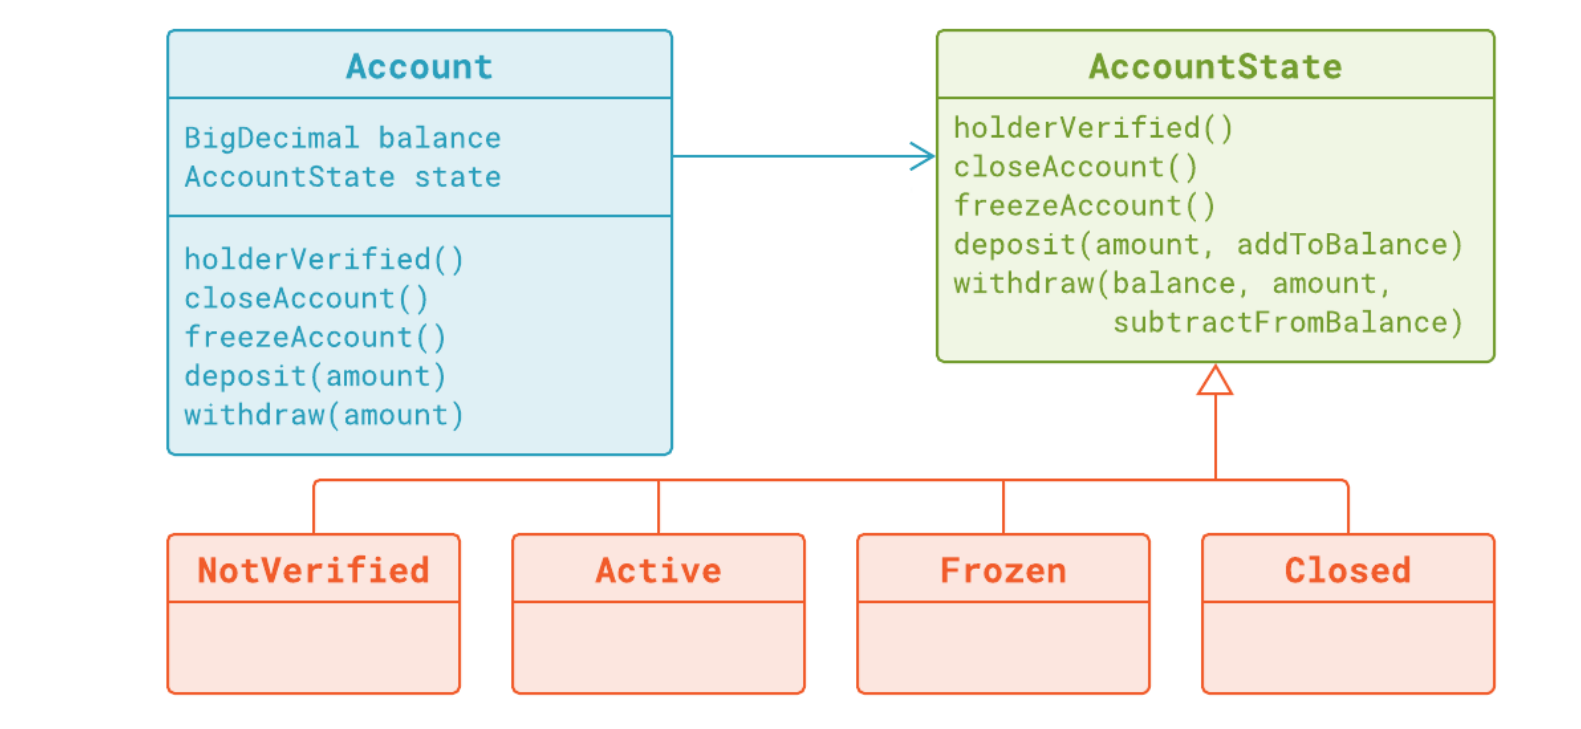 Account
BigDecimal balance
AccountState state
holderVerified()
closeAccount()
freezeAccount()
deposit(amount)
withdraw(amount)
AccountState
holderVerified()
closeAccount()
freezeAccount()
deposit(amount, addToBalance)
withdraw(balance, amount,
subtractFromBalance)
NotVerified
Active
Frozen
Closed